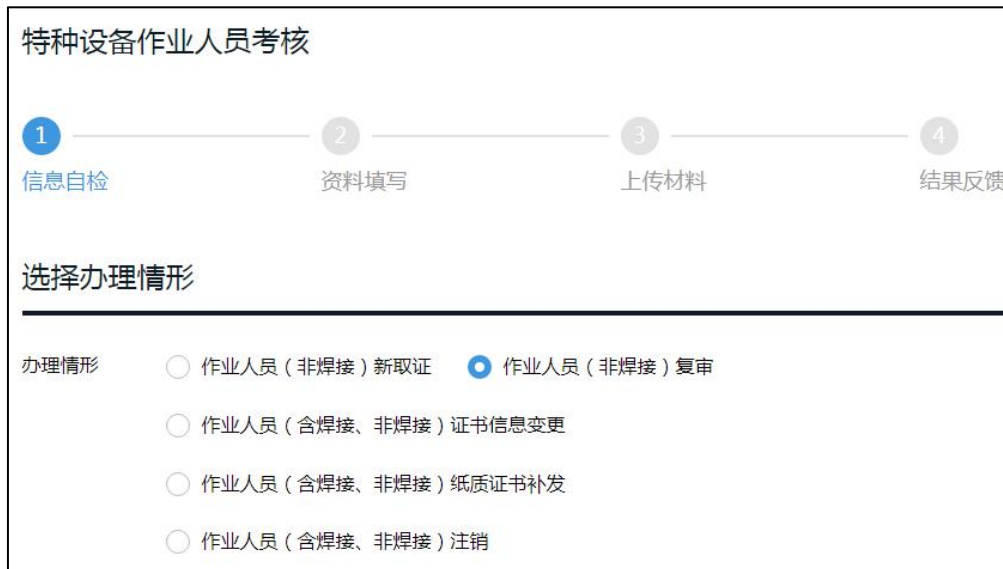 特种设备作业人员考核
1 2 3 4
信息自检 资料填写 上传材料 结果反馈
选择办理情形
办理情形 作业人员（非焊接）新取证 作业人员（非焊接）复审
作业人员（含焊接、非焊接）证书信息变更
作业人员（含焊接、非焊接）纸质证书补发
作业人员（含焊接、非焊接）注销